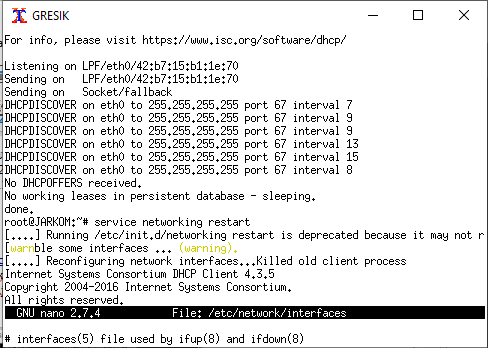 GRESIK
For info, please visit https://www.isc.org/software/dhcp/
Listening on LPF/eth0/42:b7:15:b1:1e:70
Sending on   LPF/eth0/42:b7:15:b1:1e:70
Sending on   Socket/fallback
DHCPDISCOVER on eth0 to 255.255.255.255 port 67 interval 7
DHCPDISCOVER on eth0 to 255.255.255.255 port 67 interval 9
DHCPDISCOVER on eth0 to 255.255.255.255 port 67 interval 9
DHCPDISCOVER on eth0 to 255.255.255.255 port 67 interval 13
DHCPDISCOVER on eth0 to 255.255.255.255 port 67 interval 15
DHCPDISCOVER on eth0 to 255.255.255.255 port 67 interval 8
No DHCPOFFERS received.
No working leases in persistent database - sleeping.
done.
root@JARKOM:~# service networking restart
[....] Running /etc/init.d/networking restart is deprecated because it may not r
[warnble some interfaces ... (warning).
[....] Reconfiguring network interfaces...Killed old client process
Internet Systems Consortium DHCP Client 4.3.5
Copyright 2004-2016 Internet Systems Consortium.
All rights reserved.
GNU nano 2.7.4          File: /etc/network/interfaces
# interfaces(5) file used by ifup(8) and ifdown(8)